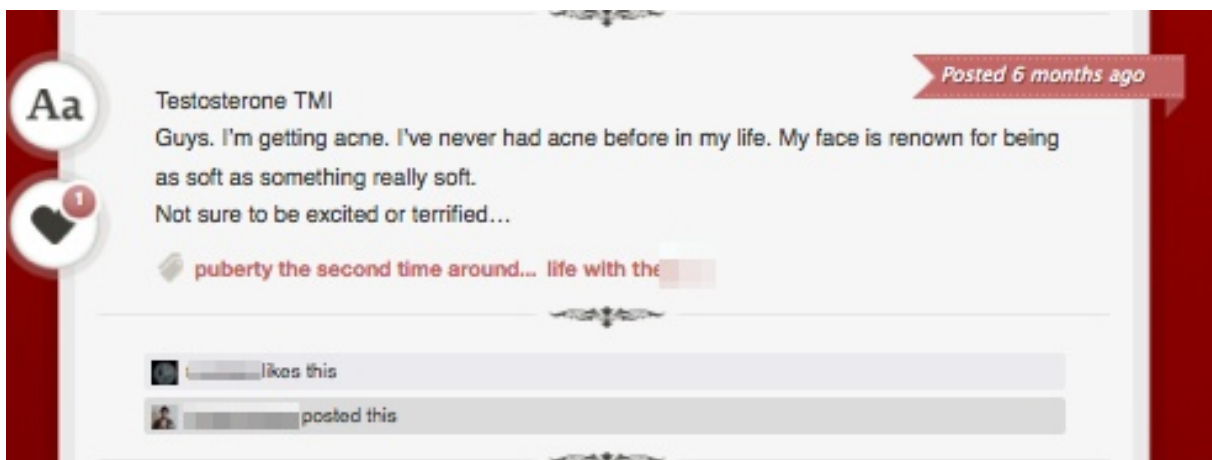 Posted 6 months ago
Aa
Testosterone TMI
Guys. I'm getting acne. I've never had acne before in my life. My face is renown for being
as soft as something really soft.
Not sure to be excited or terrified...
1
puberty the second time around... life with the
likes this
posted this